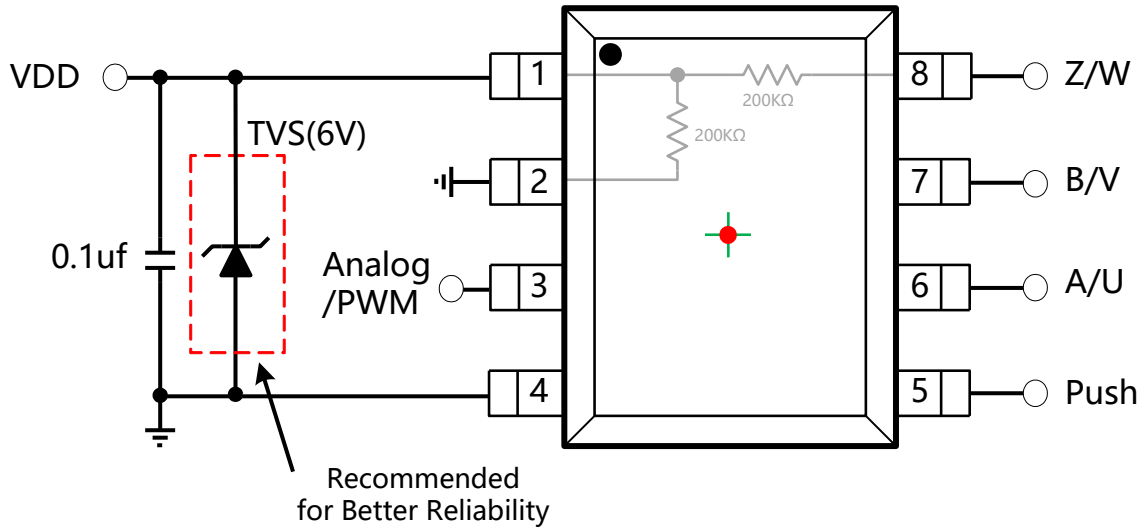 VDD
TVS(6V)
0.1uf
Recommended
for Better Reliability
Analog
/PWM
1
2
3
4
200KΩ
200KΩ
8
7
6
5
Z/W
B/V
A/U
Push